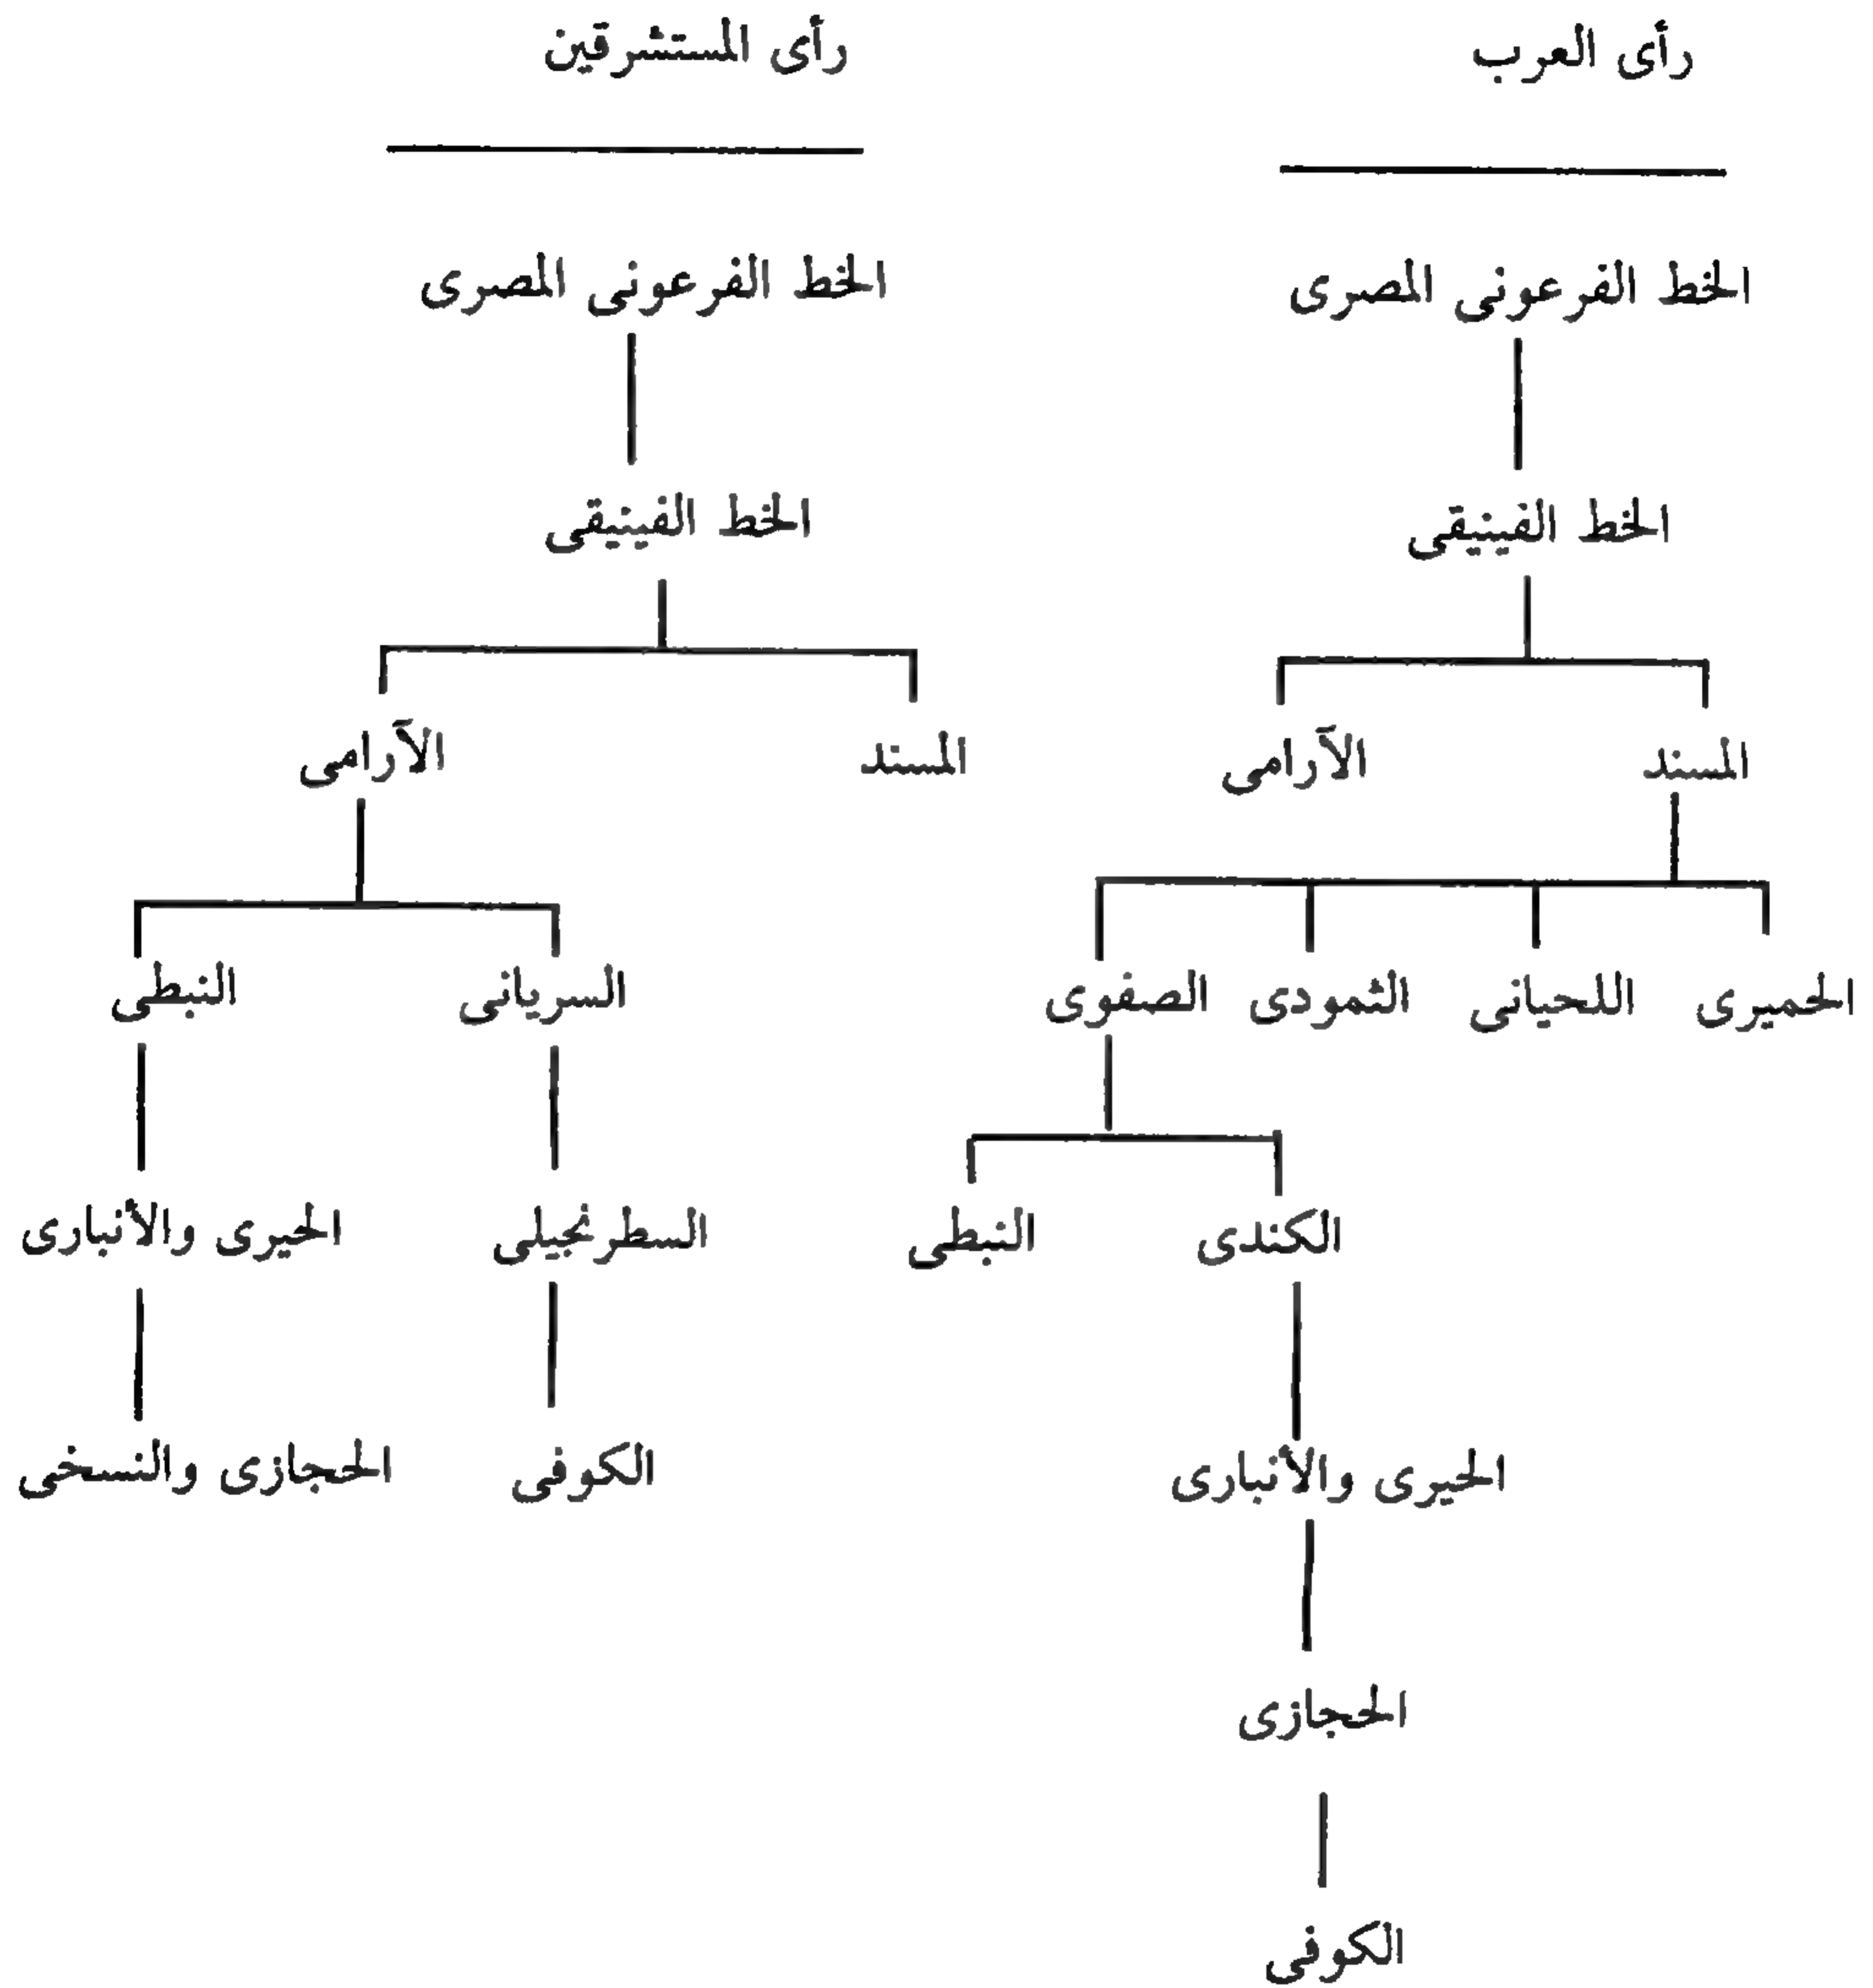 رأى العرب
الخط الفرعونى المصرى
الخط الفينيقى
المسند
الآرامى
الحميرى
اللحيانى
الثمودى
الصفوى
الكندى
النبطى
الحيرى والأنبارى
الحجازى
الكوفى
رأى المستشرقين
الخط الفرعونى المصرى
الخط الفينيقى
المسند
الآرامى
السريانى
النبطى
السطرنجيلى
الحيرى والأنبارى
الكوفى
الحجازى والنسخى